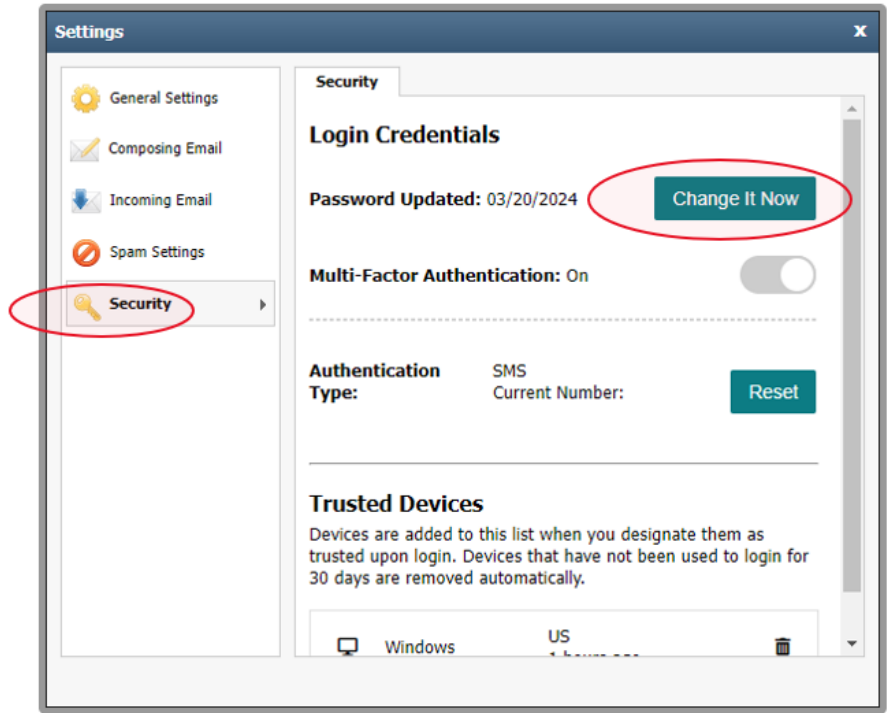 Settings
x
General Settings
Composing Email
Incoming Email
Spam Settings
Security
Security
Login Credentials
Password Updated: 03/20/2024
Change It Now
Multi-Factor Authentication: On
Authentication Type:
SMS
Current Number:
Reset
Trusted Devices
Devices are added to this list when you designate them as
trusted upon login. Devices that have not been used to login for
30 days are removed automatically.
Windows
US
1 hours ago